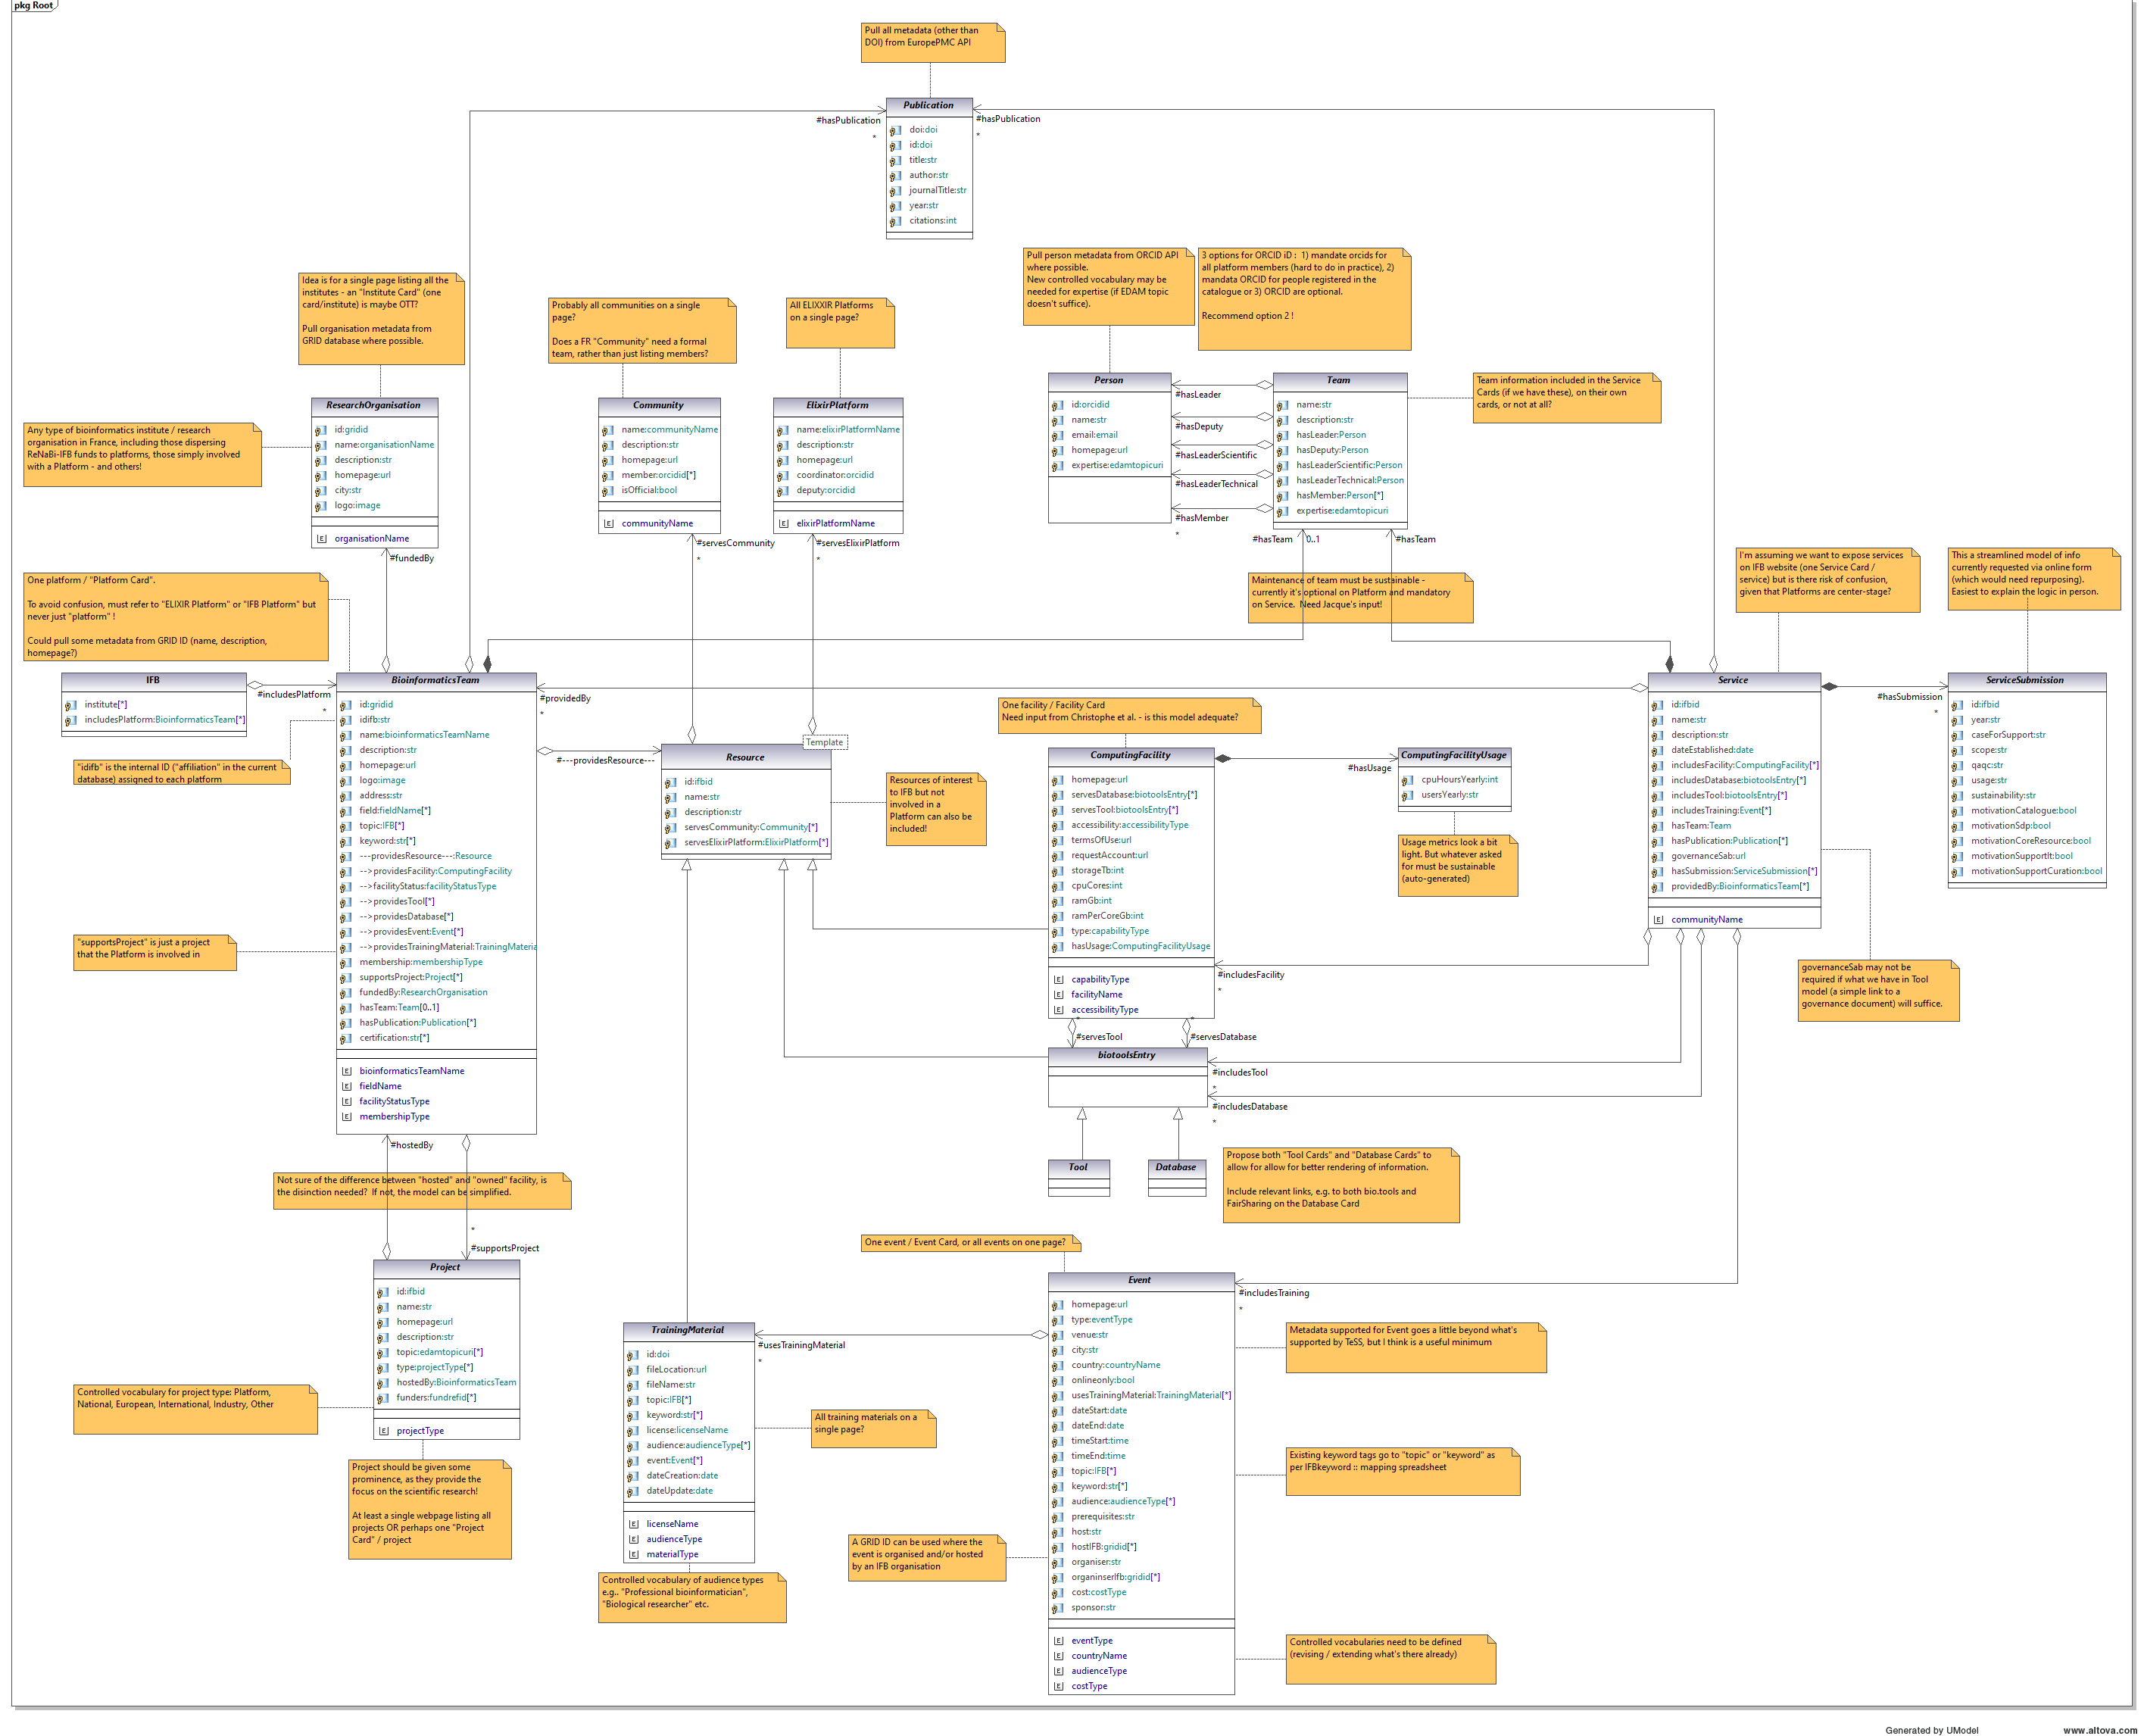 pkg Root
Pull all metadata (other than
DOI) from EuropePMC API
Publication
doi:doi
id:doi
title:str
author:str
journalTitle:str
year:str
citations:int
#hasPublication
*
#hasPublication
*
Idea is for a single page listing all the
institutes - an "Institute Card" (one
card/institute) is maybe OTT?
Pull organisation metadata from
GRID database where possible.
Probably all communities on a single
page?
Does a FR "Community" need a formal
team, rather than just listing members?
All ELIXXIR Platforms
on a single page?
Pull person metadata from ORCID API
where possible.
New controlled vocabulary may be
needed for expertise (if EDAM topic
doesn't suffice).
3 options for ORCID iD : 1) mandate orcids for
all platform members (hard to do in practice), 2)
mandata ORCID for people registered in the
catalogue or 3) ORCID are optional.
Recommend option 2 !
Any type of bioinformatics institute / research
organisation in France, including those dispersing
ReNaBi-IFB funds to platforms, those simply involved
with a Platform - and others!
ResearchOrganisation
id:gridid
name:organisationName
description:str
homepage:url
city:str
logo:image
organisationName
#fundedBy
Community
name:communityName
description:str
homepage:url
member:orcidid[*]
isOfficial:bool
communityName
#servesCommunity
*
ElixirPlatform
name:elixirPlatformName
description:str
homepage:url
coordinator:orcidid
deputy:orcidid
elixirPlatformName
#servesElixirPlatform
*
Person
id:orcidid
name:str
email:email
homepage:url
expertise:edamtopicuri
#hasLeader
#hasDeputy
#hasLeaderScientific
#hasLeaderTechnical
#hasMember
*
Team
name:str
description:str
hasLeader:Person
hasDeputy:Person
hasLeaderScientific:Person
hasLeaderTechnical:Person
hasMember:Person[*]
expertise:edamtopicuri
#hasTeam
0..1
#hasTeam
Team information included in the Service
Cards (if we have these), on their own
cards, or not at all?
Maintenance of team must be sustainable -
currently it's optional on Platform and mandatory
on Service. Need Jacque's input!
I'm assuming we want to expose services
on IFB website (one Service Card /
service) but is there risk of confusion,
given that Platforms are center-stage?
This a streamlined model of info
currently requested via online form
(which would need repurposing).
Easiest to explain the logic in person.
One platform / "Platform Card".
To avoid confusion, must refer to "ELIXIR Platform" or "IFB Platform" but
never just "platform" !
Could pull some metadata from GRID ID (name, description,
homepage?)
IFB
institute[*]
includesPlatform:BioinformaticsTeam[*]
#includesPlatform
*
"idifb" is the internal ID ("affiliation" in the current
database) assigned to each platform
"supportsProject" is just a project
that the Platform is involved in
BioinformaticsTeam
id:gridid
idifb:str
name:bioinformaticsTeamName
description:str
homepage:url
logo:image
address:str
field:fieldName[*]
topic:IFB[*]
keyword:str[*]
---providesResource---:Resource
-->providesFacility:ComputingFacility
-->facilityStatus:facilityStatusType
-->providesTool[*]
-->providesDatabase[*]
-->providesEvent:Event[*]
-->providesTrainingMaterial:TrainingMateria
membership:membershipType
supportsProject:Project[*]
fundedBy:ResearchOrganisation
hasTeam:Team[0..1]
hasPublication:Publication[*]
certification:str[*]
bioinformaticsTeamName
fieldName
facilityStatusType
membershipType
#providedBy
*
#---providesResource---
Template
Resource
id:ifbid
name:str
description:str
servesCommunity:Community[*]
servesElixirPlatform:ElixirPlatform[*]
Resources of interest
to IFB but not
involved in a
Platform can also be
included!
One facility / Facility Card
Need input from Christophe et al. - is this model adequate?
ComputingFacility
homepage:url
servesDatabase:biotoolsEntry[*]
servesTool:biotoolsEntry[*]
accessibility:accessibilityType
termsOfUse:url
requestAccount:url
storageTb:int
cpuCores:int
ramGb:int
ramPerCoreGb:int
type:capabilityType
hasUsage:ComputingFacilityUsage
capabilityType
facilityName
accessibilityType
#hasUsage
ComputingFacilityUsage
cpuHoursYearly:int
usersYearly:str
Usage metrics look a bit
light. But whatever asked
for must be sustainable
(auto-generated)
Service
id:ifbid
name:str
description:str
dateEstablished:date
includesFacility:ComputingFacility[*]
includesDatabase:biotoolsEntry[*]
includesTool:biotoolsEntry[*]
includesTraining:Event[*]
hasTeam:Team
hasPublication:Publication[*]
governanceSab:url
hasSubmission:ServiceSubmission[*]
providedBy:BioinformaticsTeam[*]
communityName
#hasSubmission
*
ServiceSubmission
id:ifbid
year:str
caseForSupport:str
scope:str
qaqc:str
usage:str
sustainability:str
motivationCatalogue:bool
motivationSdp:bool
motivationCoreResource:bool
motivationSupportIt:bool
motivationSupportCuration:bool
governanceSab may not be
required if what we have in Tool
model (a simple link to a
governance document) will suffice.
#includesFacility
*
*
*
#servesTool
#servesDatabase
biotoolsEntry
#includesTool
*
#includesDatabase
*
Tool
Database
Propose both "Tool Cards" and "Database Cards" to
allow for allow for better rendering of information.
Include relevant links, e.g. to both bio.tools and
FairSharing on the Database Card
#hostedBy
Not sure of the difference between "hosted" and "owned" facility, is
the disinction needed? If not, the model can be simplified.
*
#supportsProject
Project
id:ifbid
name:str
homepage:url
description:str
topic:edamtopicuri[*]
type:projectType[*]
hostedBy:BioinformaticsTeam
funders:fundrefid[*]
projectType
Controlled vocabulary for project type: Platform,
National, European, International, Industry, Other
Project should be given some
prominence, as they provide the
focus on the scientific research!
At least a single webpage listing all
projects OR perhaps one "Project
Card" / project
TrainingMaterial
id:doi
fileLocation:url
fileName:str
topic:IFB[*]
keyword:str[*]
license:licenseName
audience:audienceType[*]
event:Event[*]
dateCreation:date
dateUpdate:date
licenseName
audienceType
materialType
#usesTrainingMaterial
*
All training materials on a
single page?
Controlled vocabulary of audience types
e.g.. "Professional bioinformatician",
"Biological researcher" etc.
One event / Event Card, or all events on one page?
Event
homepage:url
type:eventType
venue:str
city:str
country:countryName
onlineonly:bool
usesTrainingMaterial:TrainingMaterial[*]
dateStart:date
dateEnd:date
timeStart:time
timeEnd:time
topic:IFB[*]
keyword:str[*]
audience:audienceType[*]
prerequisites:str
host:str
hostIFB:gridid[*]
organiser:str
organinserIfb:gridid[*]
cost:costType
sponsor:str
eventType
countryName
audienceType
costType
#includesTraining
*
Metadata supported for Event goes a little beyond what's
supported by TeSS, but I think is a useful minimum
Existing keyword tags go to "topic" or "keyword" as
per IFBkeyword :: mapping spreadsheet
A GRID ID can be used where the
event is organised and/or hosted
by an IFB organisation
Controlled vocabularies need to be defined
(revising / extending what's there already)
Generated by UModel
www.altova.com